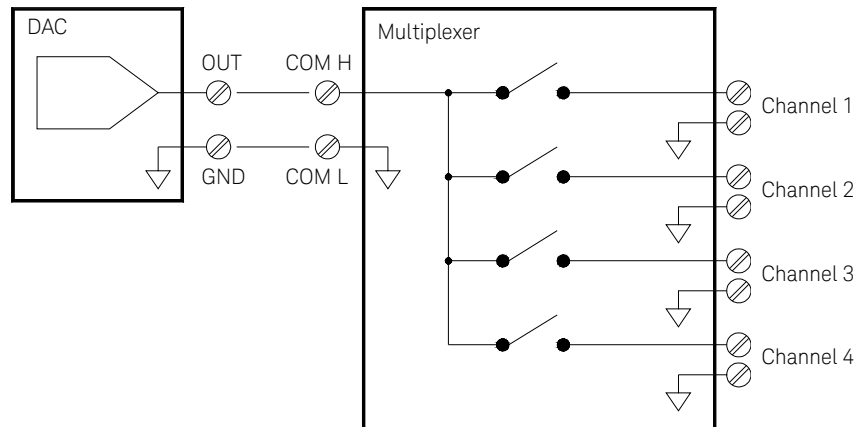 DAC
Multiplexer
OUT
COM H
GND
COM L
Channel 1
Channel 2
Channel 3
Channel 4